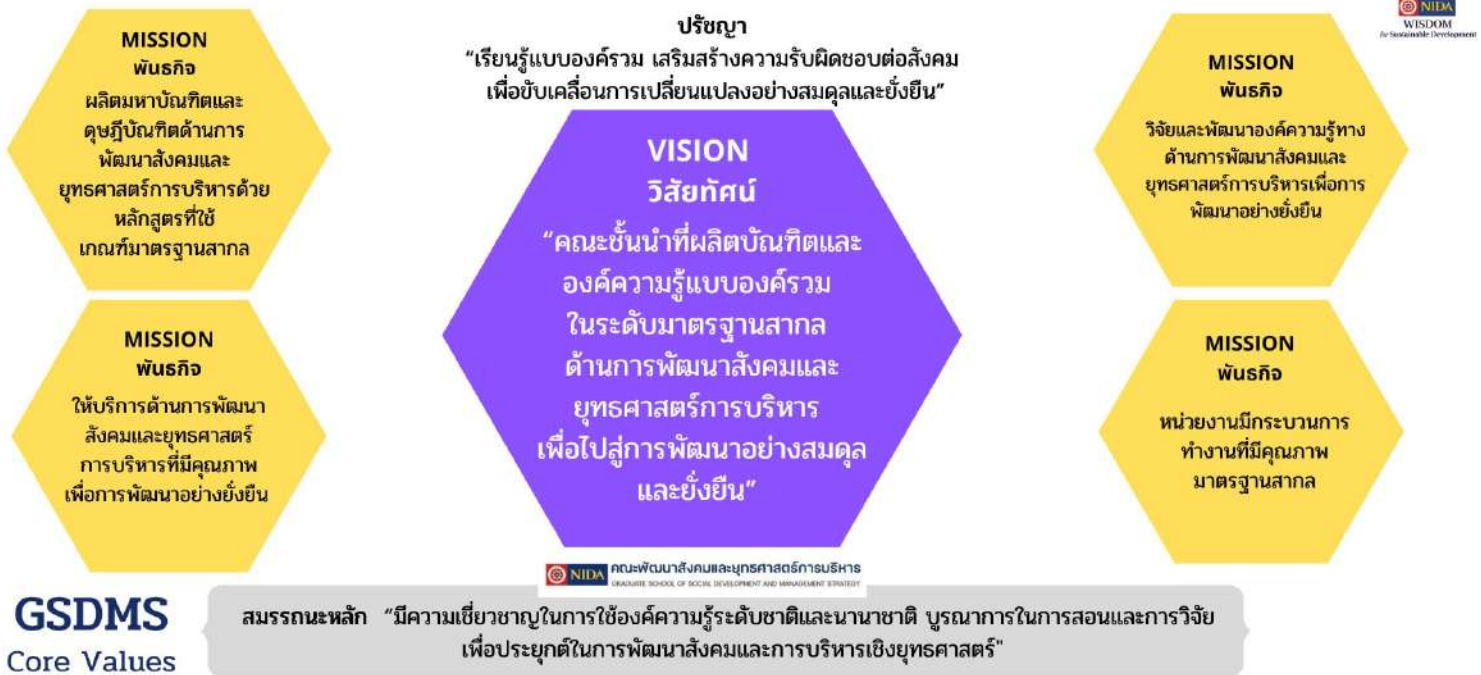 ปรัชญา
“เรียนรู้แบบองค์รวม เสริมสร้างความรับผิดชอบต่อสังคม
เพื่อขับเคลื่อนการเปลี่ยนแปลงอย่างสมดุลและยั่งยืน”
NIDA
WISDOM
for Sustainable Development
MISSION
พันธกิจ
ผลิตมหาบัณฑิตและ
ดุษฎีบัณฑิตด้านการ
พัฒนาสังคมและ
ยุทธศาสตร์การบริหารด้วย
หลักสูตรที่ใช้
เกณฑ์มาตรฐานสากล
VISION
วิสัยทัศน์
“คณะชั้นนำที่ผลิตบัณฑิตและ
องค์ความรู้แบบองค์รวม
ในระดับมาตรฐานสากล
ด้านการพัฒนาสังคมและ
ยุทธศาสตร์การบริหาร
เพื่อไปสู่การพัฒนาอย่างสมดุล
และยั่งยืน”
MISSION
พันธกิจ
วิจัยและพัฒนาองค์ความรู้ทาง
ด้านการพัฒนาสังคมและ
ยุทธศาสตร์การบริหารเพื่อการ
พัฒนาอย่างยั่งยืน
MISSION
พันธกิจ
ให้บริการด้านการพัฒนา
สังคมและยุทธศาสตร์
การบริหารที่มีคุณภาพ
เพื่อการพัฒนาอย่างยั่งยืน
MISSION
พันธกิจ
หน่วยงานมีกระบวนการ
ทำงานที่มีคุณภาพ
มาตรฐานสากล
NIDA คณะพัฒนาสังคมและยุทธศาสตร์การบริหาร
GRADUATE SCHOOL OF SOCIAL DEVELOPMENT AND MANAGEMENT STRATEGY
GSDMS
Core Values
สมรรถนะหลัก “มีความเชี่ยวชาญในการใช้องค์ความรู้ระดับชาติและนานาชาติ บูรณาการในการสอนและการวิจัย
เพื่อประยุกต์ในการพัฒนาสังคมและการบริหารเชิงยุทธศาสตร์"